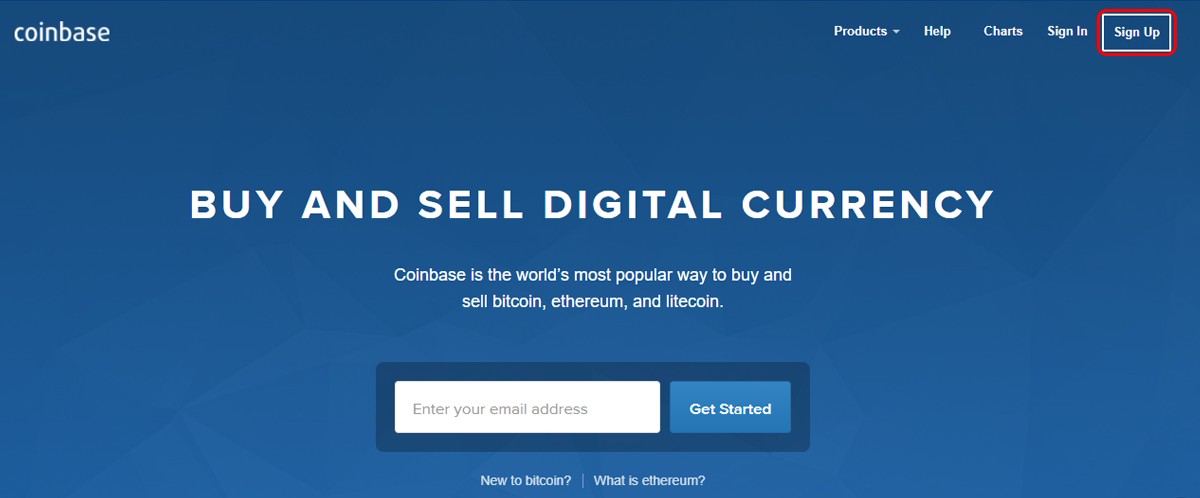 coinbase
Products Help Charts Sign In Sign Up
BUY AND SELL DIGITAL CURRENCY
Coinbase is the world's most popular way to buy and
sell bitcoin, ethereum, and litecoin.
Enter your email address Get Started
New to bitcoin? What is ethereum?